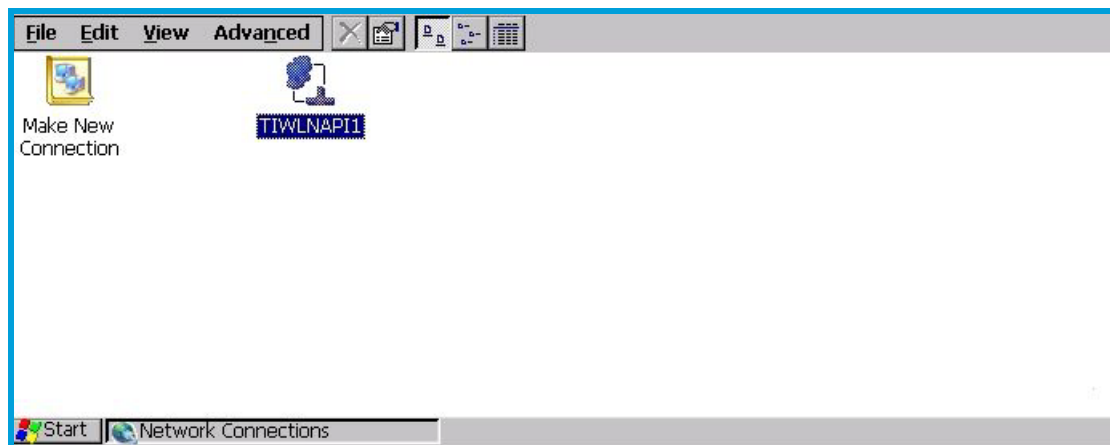 File Edit View Advanced
Make New
Connection
TIWLNAPI1
Start Network Connections